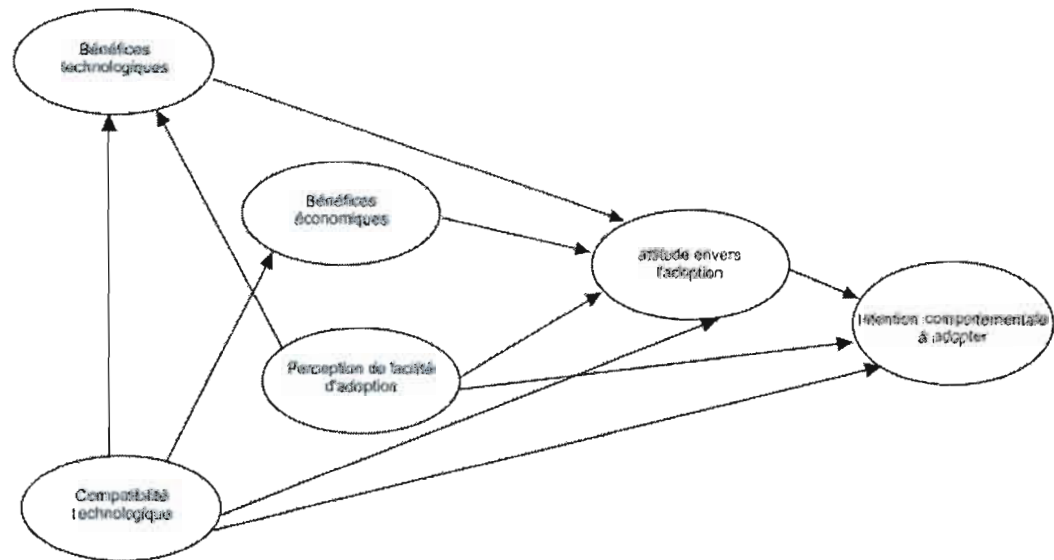 Bénéfices
technologiques
Bénéfices
économiques
attitude envers
l'adoption
Intention comportementale
à adopter
Perception de facilité
d'adoption
Compatibilité
technologique